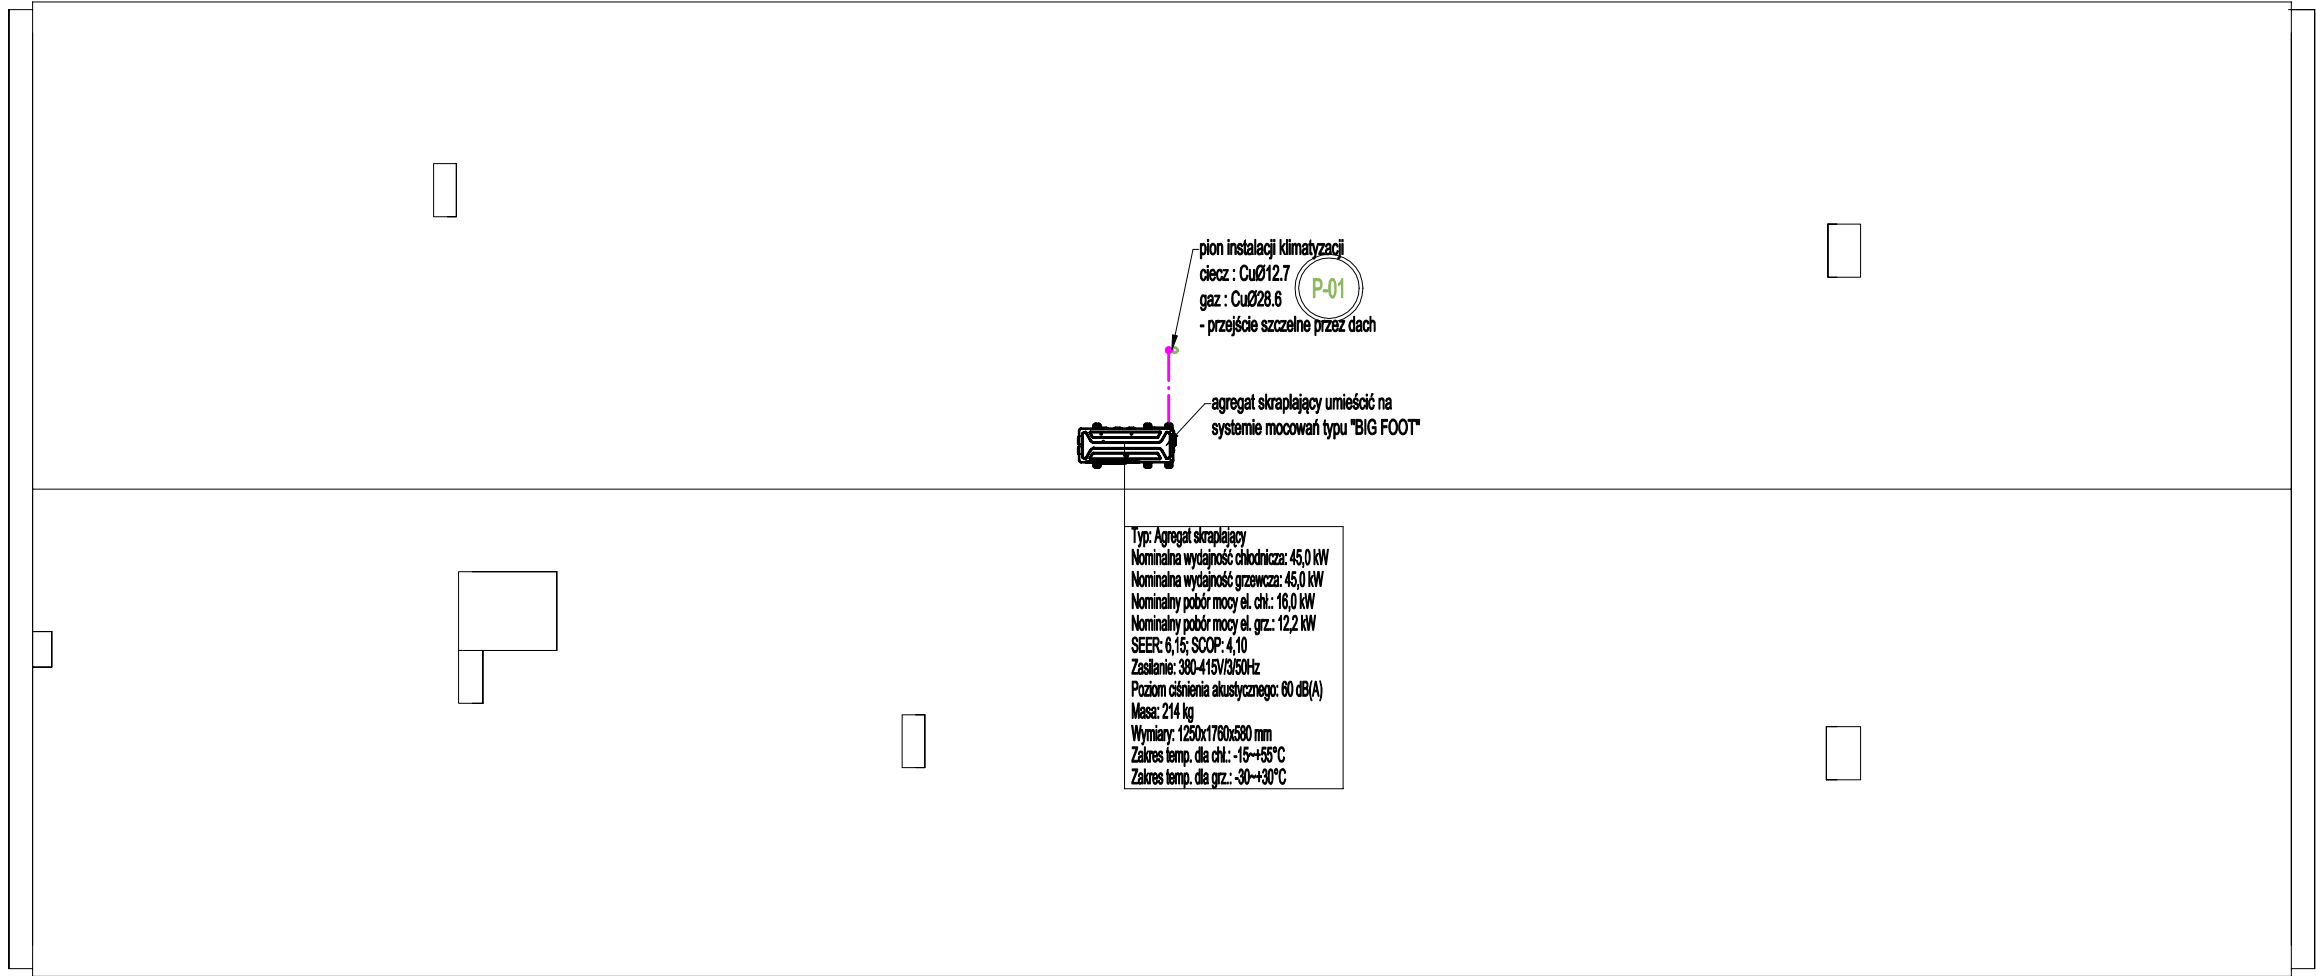 pion instalacji klimatyzacji
ciecz : CuØ12.7
gaz : CuØ28.6
P-01
- przejście szczelne przez dach
agregat skraplający umieścić na
systemie mocowań typu "BIG FOOT"
Typ: Agregat skraplający
Nominalna wydajność chłodnicza: 45,0 kW
Nominalna wydajność grzewcza: 45,0 kW
Nominalny pobór mocy el. chł.: 16,0 kW
Nominalny pobór mocy el. grz.: 12,2 kW
SEER: 6,15; SCOP: 4,10
Zasilanie: 380-415V/3/50Hz
Poziom ciśnienia akustycznego: 60 dB(A)
Masa: 214 kg
Wymiary: 1250x1760x580 mm
Zakres temp. dla chł.: -15~+55°C
Zakres temp. dla grz.: -30~+30°C